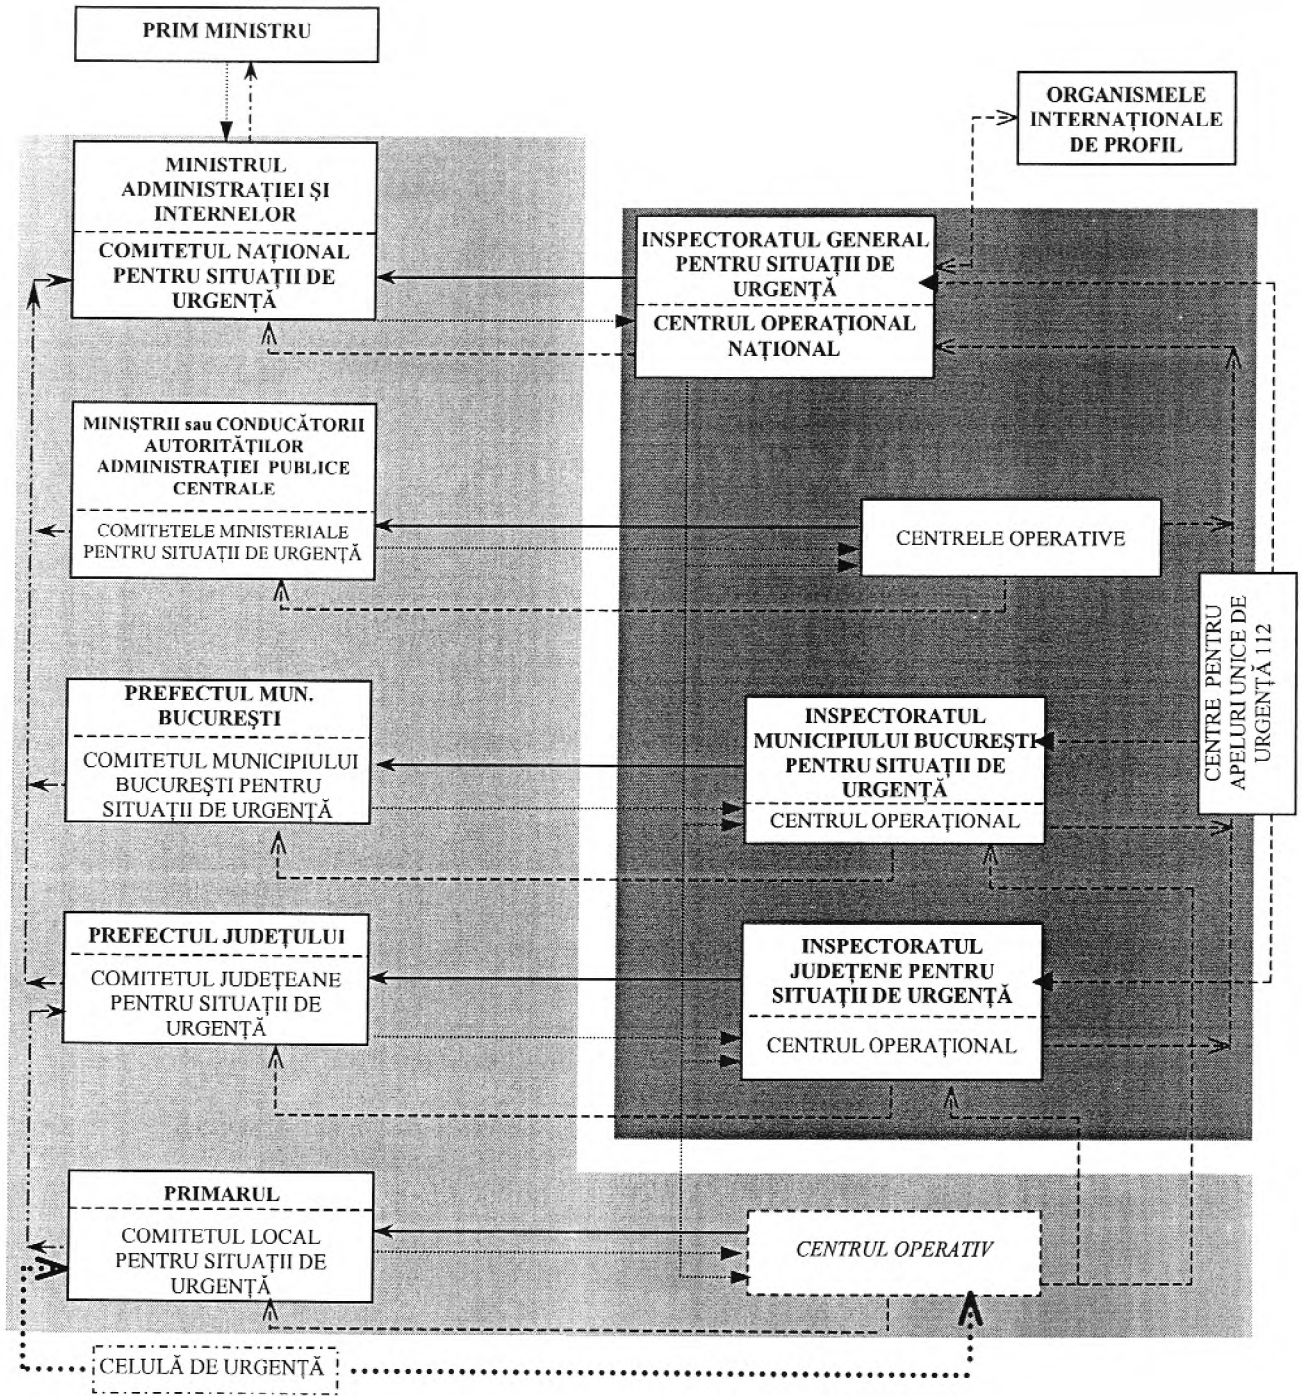 PRIM MINISTRU
ORGANISMELE
INTERNAȚIONALE
DE PROFIL
MINISTRUL
ADMINISTRAȚIEI ȘI
INTERNELOR
COMITETUL NAȚIONAL
PENTRU SITUAȚII DE
URGENȚĂ
INSPECTORATUL GENERAL
PENTRU SITUAȚII DE
URGENȚĂ
CENTRUL OPERAȚIONAL
NAȚIONAL
MINIȘTRII sau CONDUCĂTORII
AUTORITĂȚILOR
ADMINISTRAȚIEI PUBLICE
CENTRALE
COMITETELE MINISTERIALE
PENTRU SITUAȚII DE URGENȚĂ
CENTRELE OPERATIVE
CENTRE PENTRU
APELURI UNICE DE
URGENȚĂ 112
PREFECTUL MUN.
BUCUREȘTI
COMITETUL MUNICIPIULUI
BUCUREȘTI PENTRU
SITUAȚII DE URGENȚĂ
INSPECTORATUL
MUNICIPIULUI BUCUREȘTI
PENTRU SITUAȚII DE
URGENȚĂ
CENTRUL OPERAȚIONAL
PREFECTUL JUDEȚULUI
COMITETUL JUDEȚEANE
PENTRU SITUAȚII DE
URGENȚĂ
INSPECTORATUL
JUDEȚENE PENTRU
SITUAȚII DE URGENȚĂ
CENTRUL OPERAȚIONAL
PRIMARUL
COMITETUL LOCAL
PENTRU SITUAȚII DE
URGENȚĂ
CENTRUL OPERATIV
CELULĂ DE URGENȚĂ